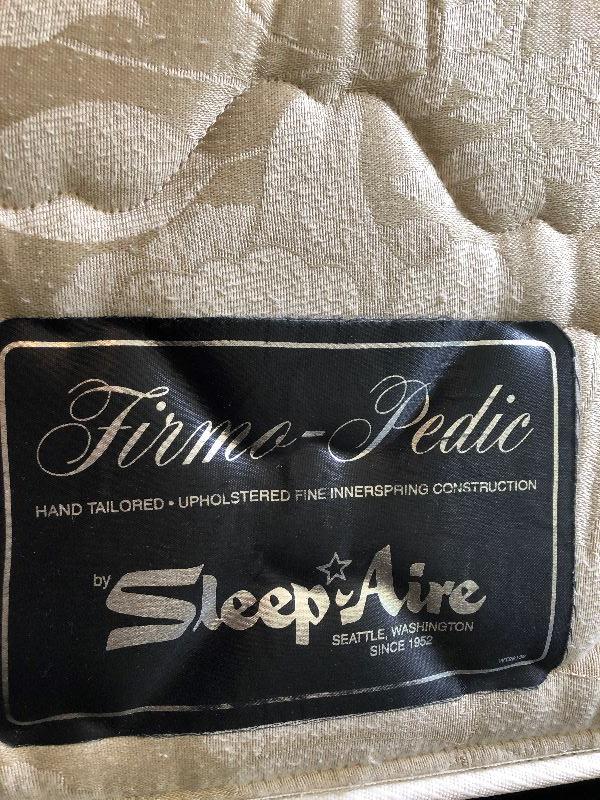 Firmo-Pedic
HAND TAILORED • UPHOLSTERED FINE INNERSPRING CONSTRUCTION
by Sleep-Aire
SEATTLE, WASHINGTON
SINCE 1952